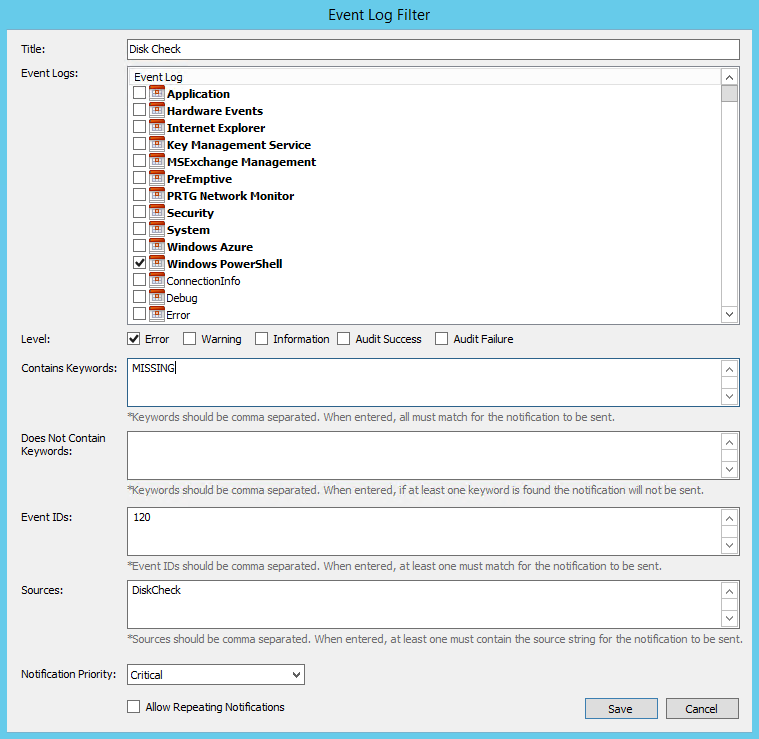 Event Log Filter
Title:
Disk Check
Event Logs:
Event Log
Application
Hardware Events
Internet Explorer
Key Management Service
MSExchange Management
PreEmptive
PRTG Network Monitor
Security
System
Windows Azure
Windows PowerShell
ConnectionInfo
Debug
Error
Level:
Error Warning Information Audit Success Audit Failure
Contains Keywords:
MISSING
*Keywords should be comma separated. When entered, all must match for the notification to be sent.
Does Not Contain
Keywords:
*Keywords should be comma separated. When entered, if at least one keyword is found the notification will not be sent.
Event IDs:
120
*Event IDs should be comma separated. When entered, at least one must match for the notification to be sent.
Sources:
DiskCheck
*Sources should be comma separated. When entered, at least one must contain the source string for the notification to be sent.
Notification Priority:
Critical
Allow Repeating Notifications
Save
Cancel